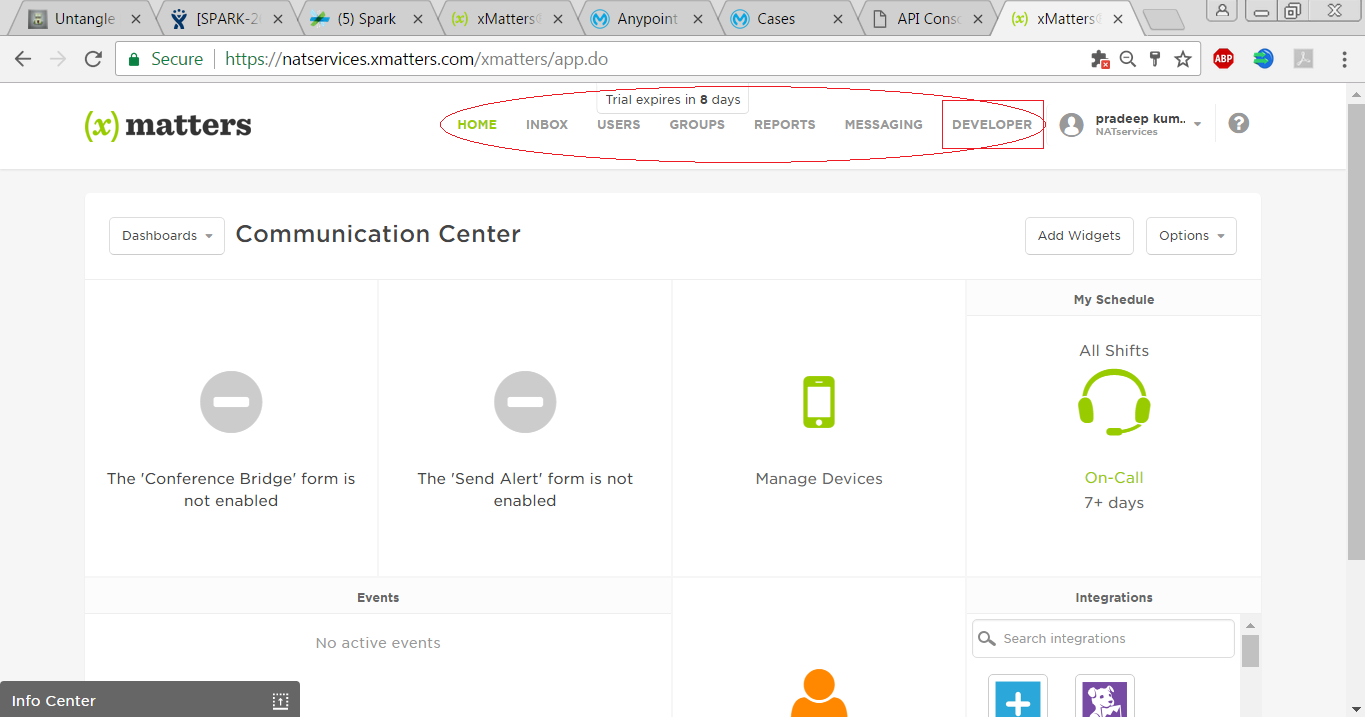 Untangle
[SPARK-2
(5) Spark
xMatters
Anypoint
Cases
API Cons
xMatters
Secure
https://natservices.xmatters.com/xmatters/app.do
ABP
Trial expires in 8 days
(x) matters
HOME INBOX USERS GROUPS REPORTS MESSAGING DEVELOPER
pradeep kum..
NATservices
?
Dashboards
Communication Center
Add Widgets
Options
The 'Conference Bridge' form is
not enabled
The 'Send Alert' form is not
enabled
Manage Devices
My Schedule
All Shifts
On-Call
7+ days
Events
No active events
Integrations
Search integrations
Info Center